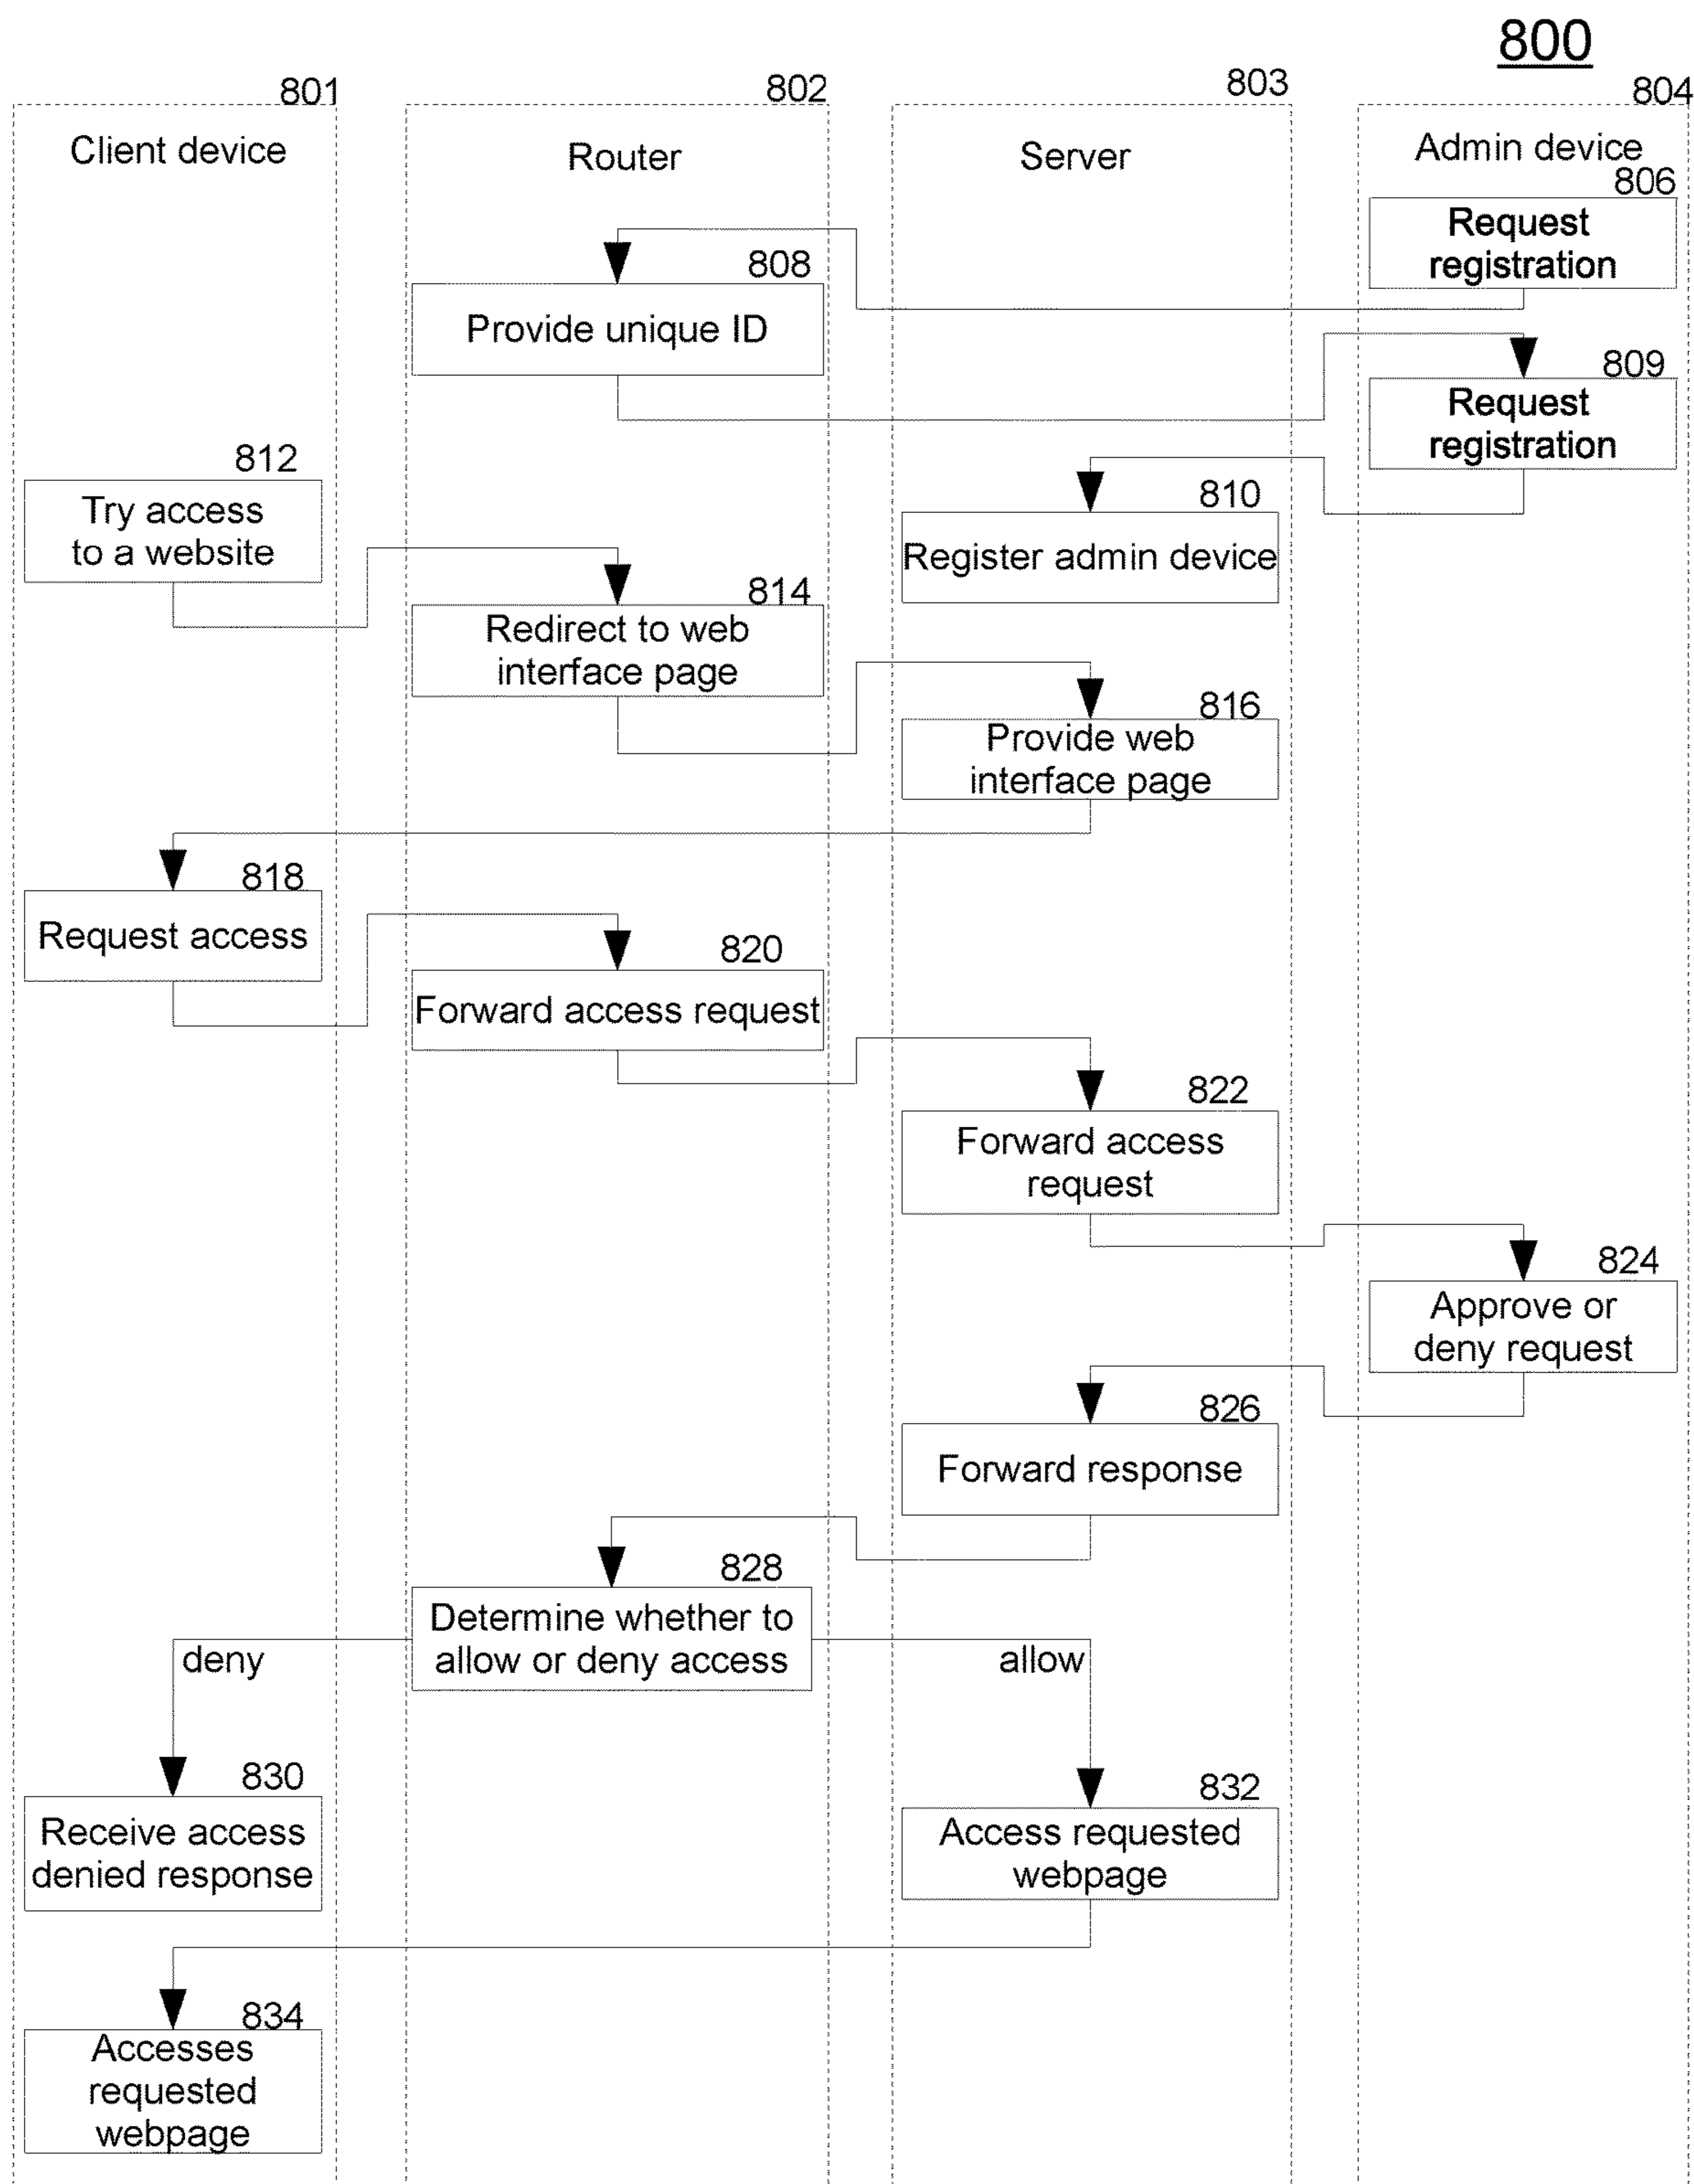 800
801
802
803
804
Client device
Router
Server
Admin device
806
Request
registration
808
Provide unique ID
809
Request
registration
812
Try access
to a website
810
Register admin device
814
Redirect to web
interface page
816
Provide web
interface page
818
Request access
820
Forward access request
822
Forward access
request
824
Approve or
deny request
826
Forward response
828
Determine whether to
allow or deny access
deny
allow
830
Receive access
denied response
832
Access requested
webpage
834
Accesses
requested
webpage